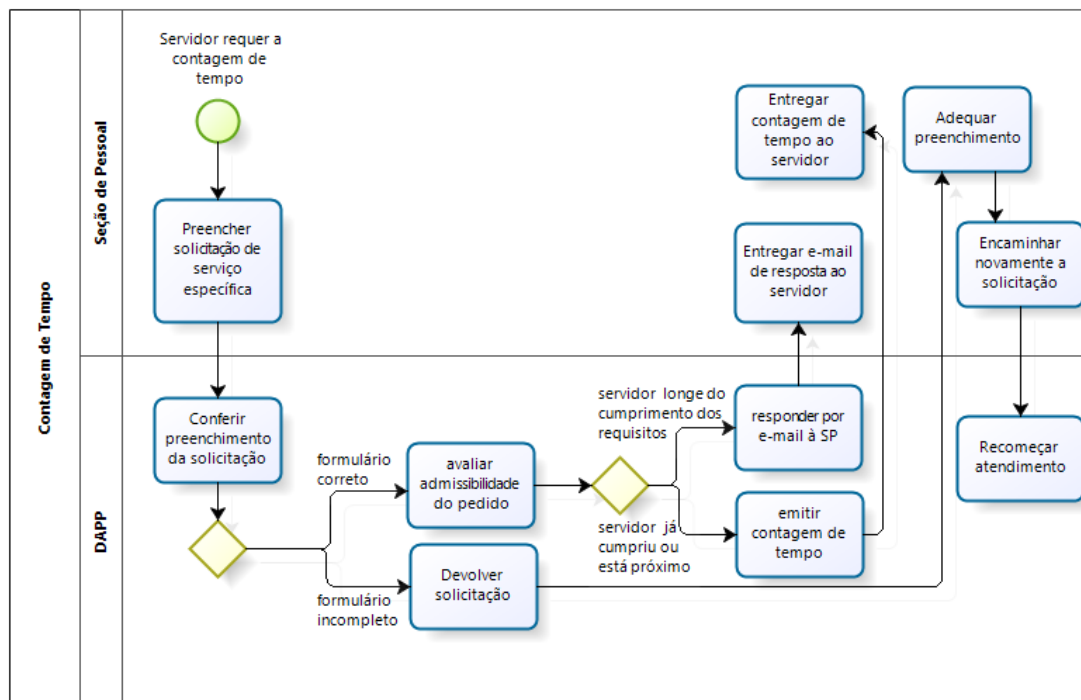 Contagem de Tempo
Seção de Pessoal
Servidor requer a
contagem de
tempo
Preencher
solicitação de
serviço
específica
Entregar
contagem de
tempo ao
servidor
Adequar
preenchimento
Entregar e-mail
de resposta ao
servidor
Encaminhar
novamente a
solicitação
DAPP
Conferir
preenchimento
da solicitação
formulário
correto
avaliar
admissibilidade
do pedido
servidor longe do
cumprimento dos
requisitos
responder por
e-mail à SP
Recomeçar
atendimento
servidor já
cumpriu ou
está próximo
emitir
contagem de
tempo
formulário
incompleto
Devolver
solicitação